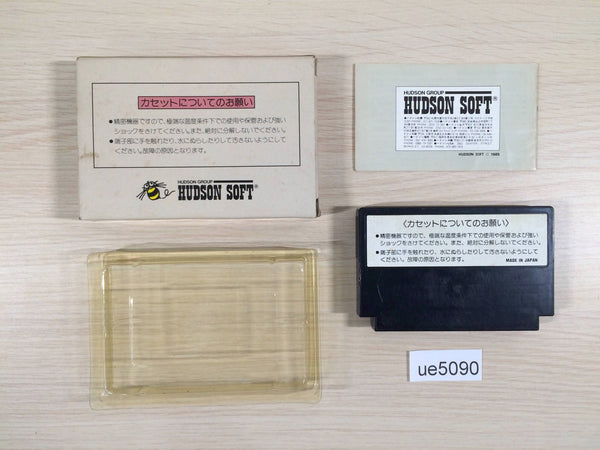 カセットについてのお願い
●精密機器ですので、極端な温度条件下での使用や保管および強い
ショックをさけてください。また、絶対に分解しないでください。
●端子部に手を触れたり、水にぬらしたりして汚さないようにして
ください。故障の原因となります。
HUDSON GROUP
HUDSON SOFT®
HUDSON GROUP
HUDSON SOFT®
HUDSON SOFT © 1985
〈カセットについてのお願い〉
●精密機器ですので、極端な温度条件下での使用や保管および強い
ショックをさけてください。また、絶対に分解しないでください。
●端子部に手を触れたり、水にぬらしたりして汚さないようにして
ください。故障の原因となります。
MADE IN JAPAN
ue5090